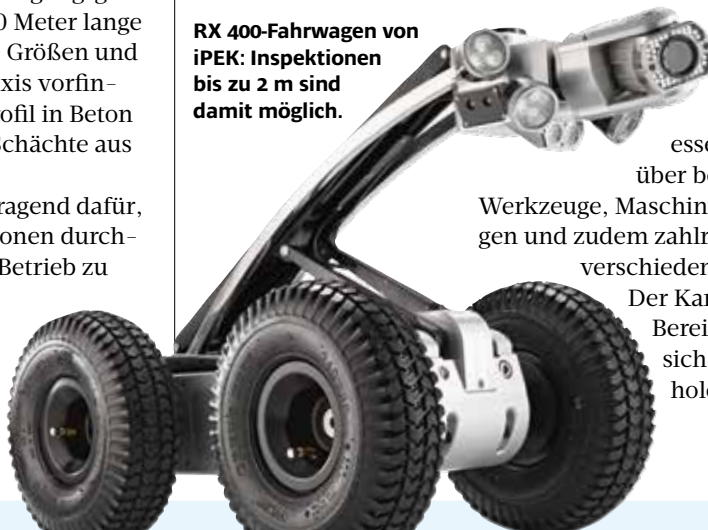 0 Meter lange
Größen und
xis vorfin-
ofil in Beton
Schächte aus
ragend dafür,
onen durch-
Betrieb zu
RX 400-Fahrwagen von
iPEK: Inspektionen
bis zu 2 m sind
damit möglich.
esse
über be
Werkzeuge, Maschin
gen und zudem zahlr
verschieden
Der Kar
Berei
sich
hol